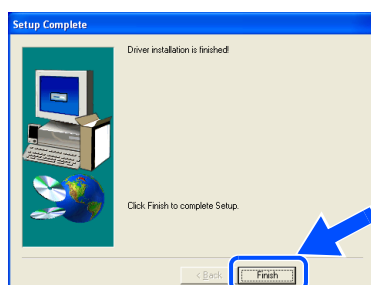 Setup Complete
Driver installation is finished!
Click Finish to complete Setup.
< Back
Finish